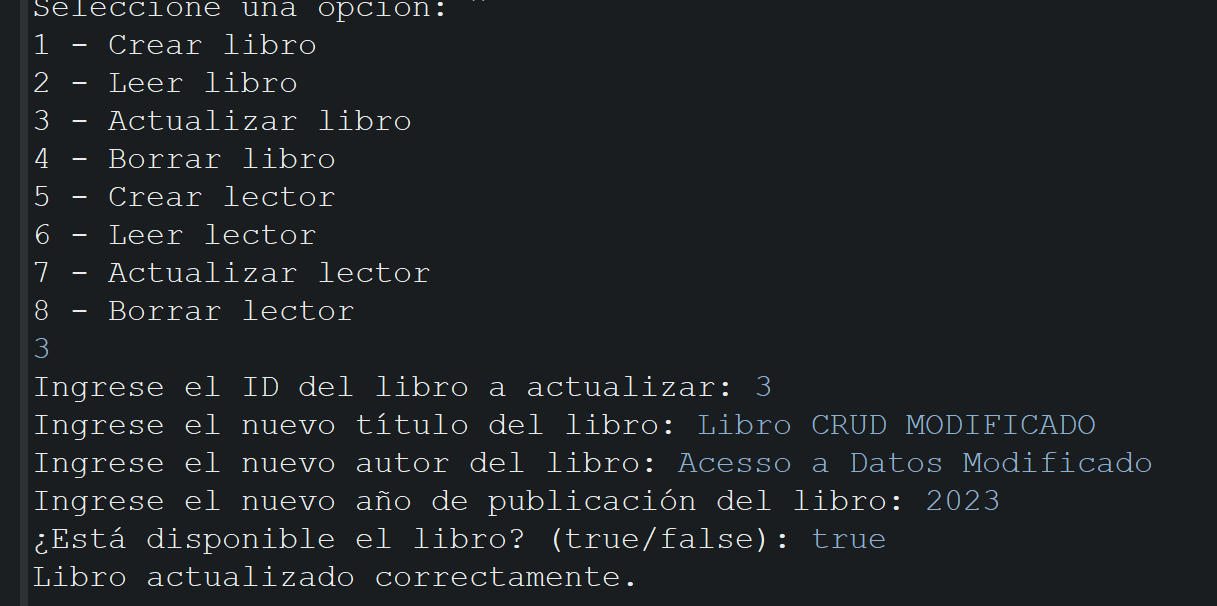 Seleccione una opción:
1 - Crear libro
2 - Leer libro
3 - Actualizar libro
4 - Borrar libro
5 - Crear lector
6 - Leer lector
7 - Actualizar lector
8 - Borrar lector
3
Ingrese el ID del libro a actualizar: 3
Ingrese el nuevo título del libro: Libro CRUD MODIFICADO
Ingrese el nuevo autor del libro: Acesso a Datos Modificado
Ingrese el nuevo año de publicación del libro: 2023
¿Está disponible el libro? (true/false): true
Libro actualizado correctamente.